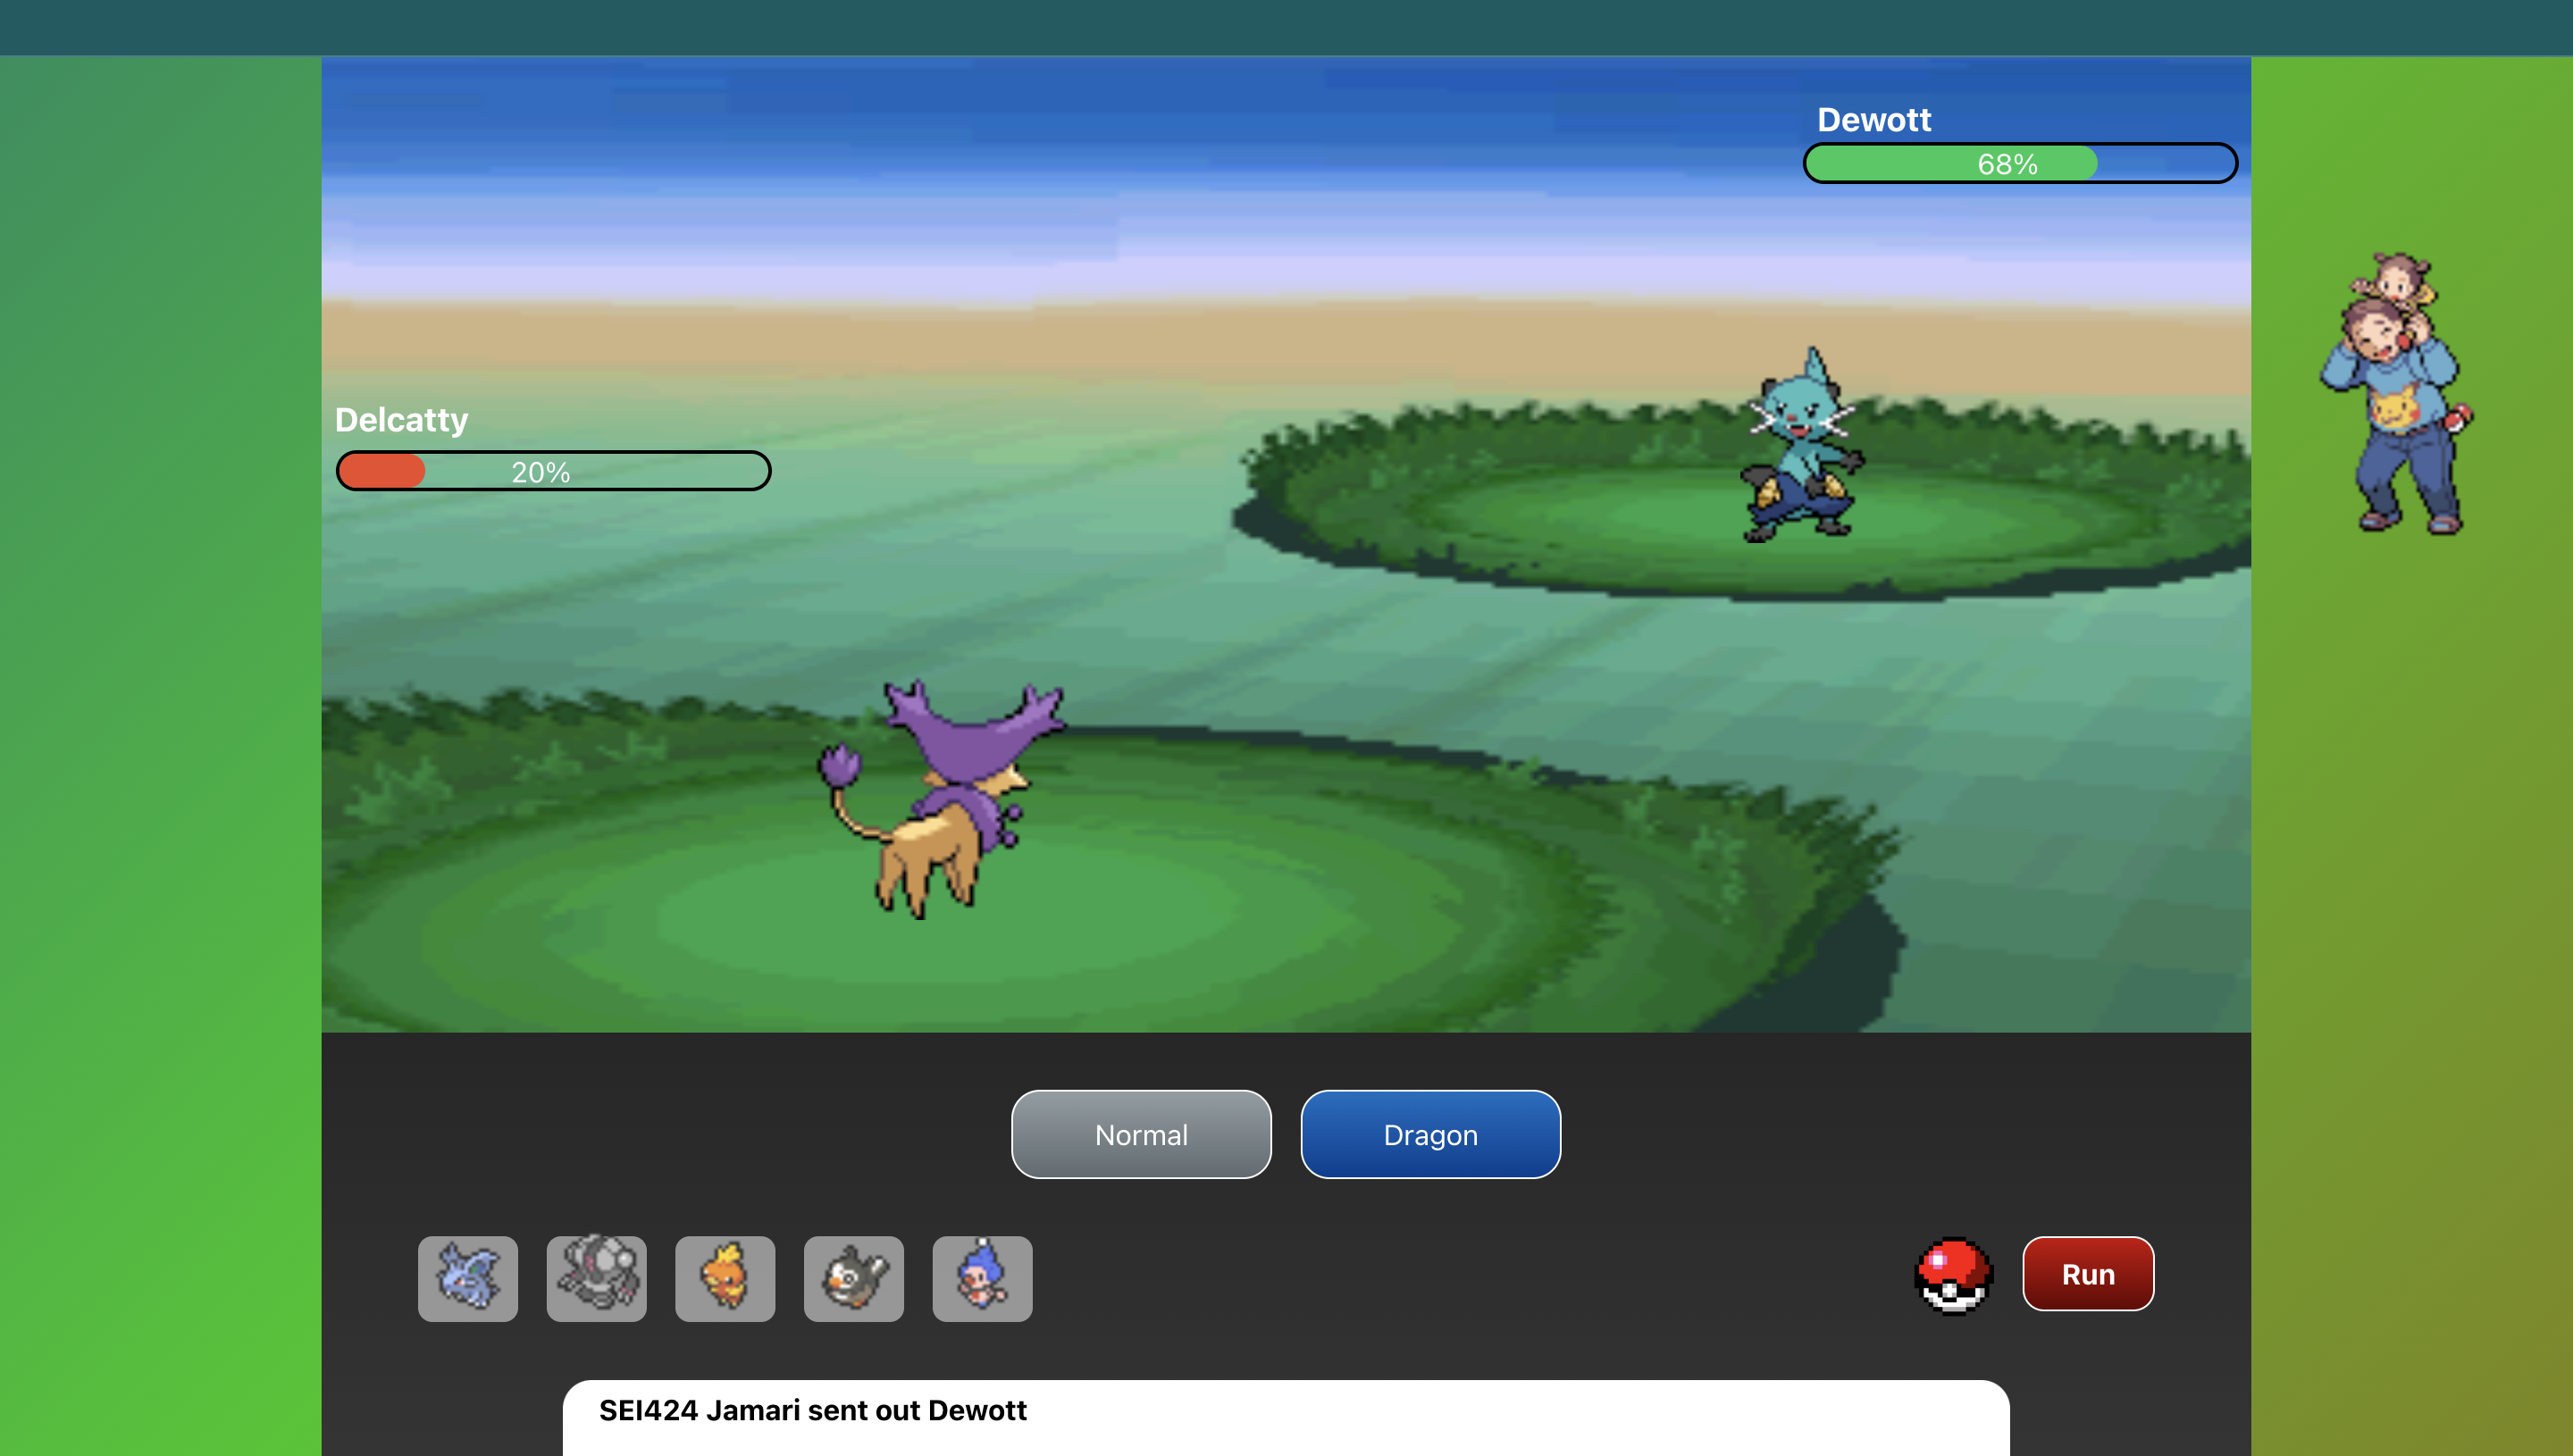 Dewott
68%
Delcatty
20%
Normal
Dragon
Run
SEI424 Jamari sent out Dewott